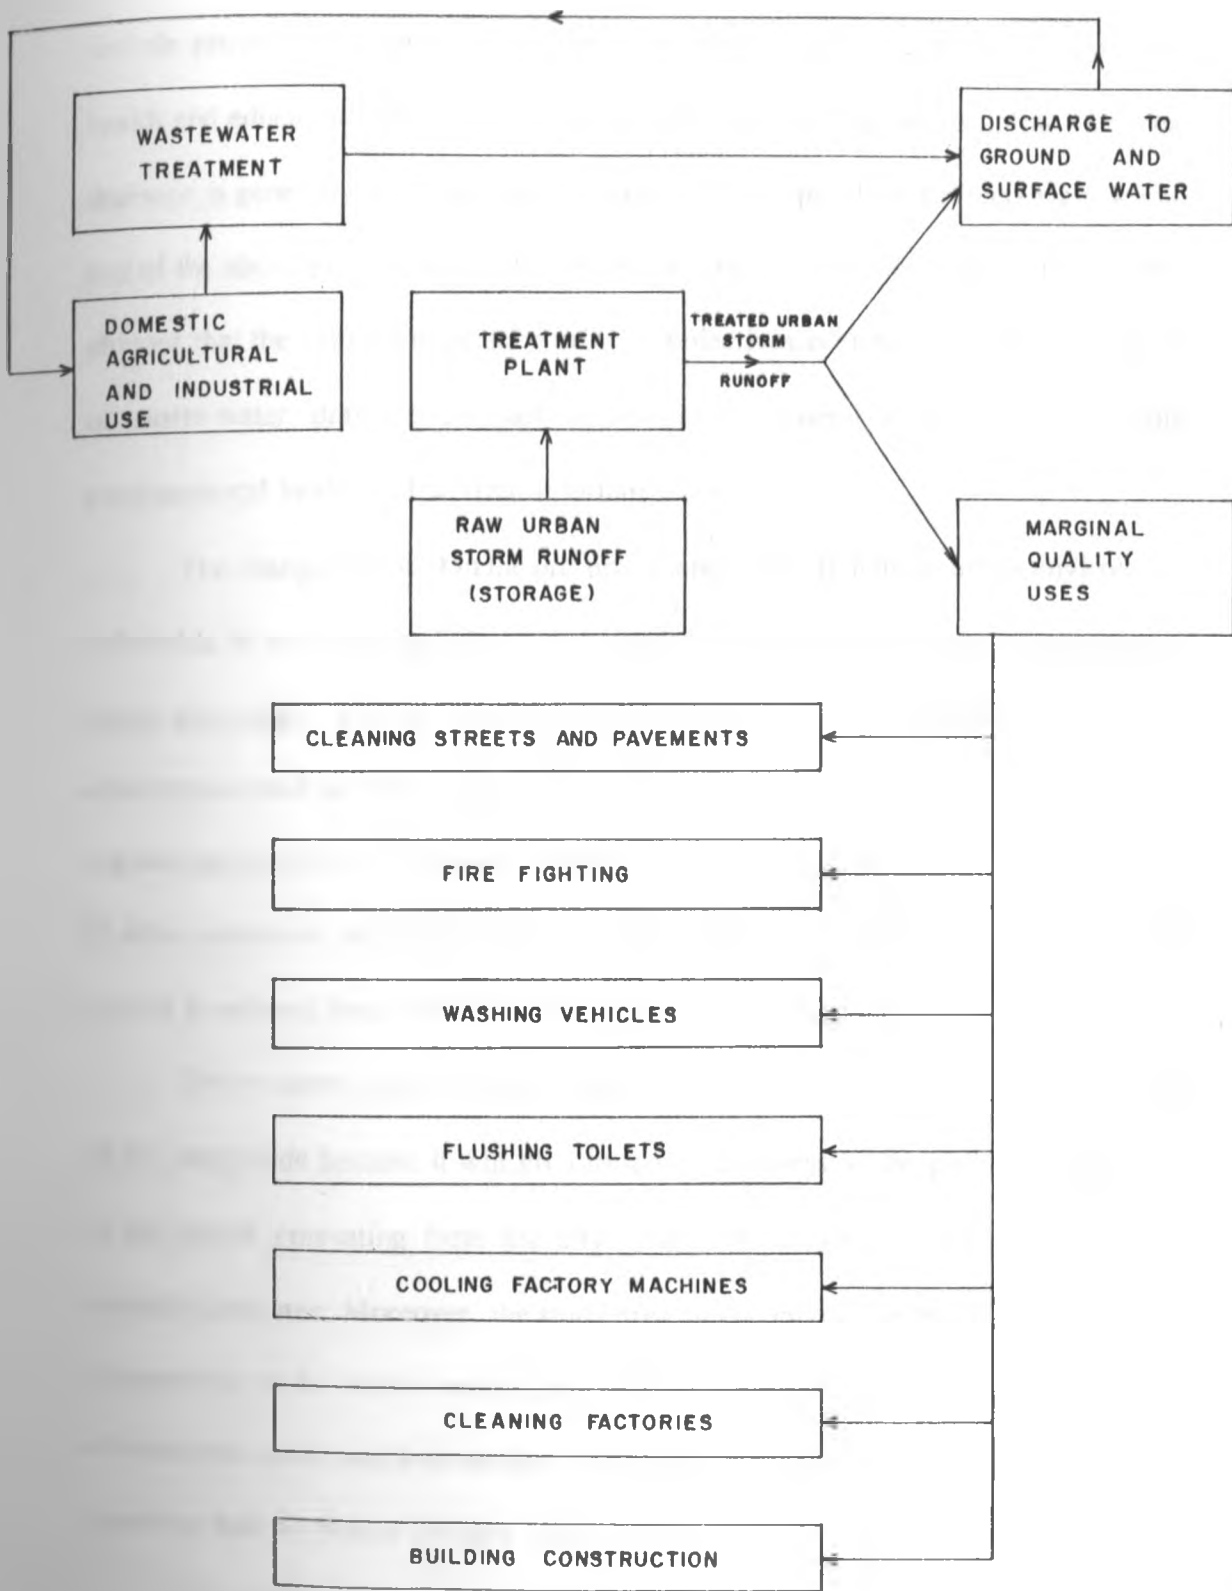 WASTEWATER
TREATMENT
DISCHARGE TO
GROUND AND
SURFACE WATER
DOMESTIC
AGRICULTURAL
AND INDUSTRIAL
USE
TREATMENT
PLANT
TREATED URBAN
STORM
RUNOFF
RAW URBAN
STORM RUNOFF
(STORAGE)
MARGINAL
QUALITY
USES
CLEANING STREETS AND PAVEMENTS
FIRE FIGHTING
WASHING VEHICLES
FLUSHING TOILETS
COOLING FACTORY MACHINES
CLEANING FACTORIES
BUILDING CONSTRUCTION